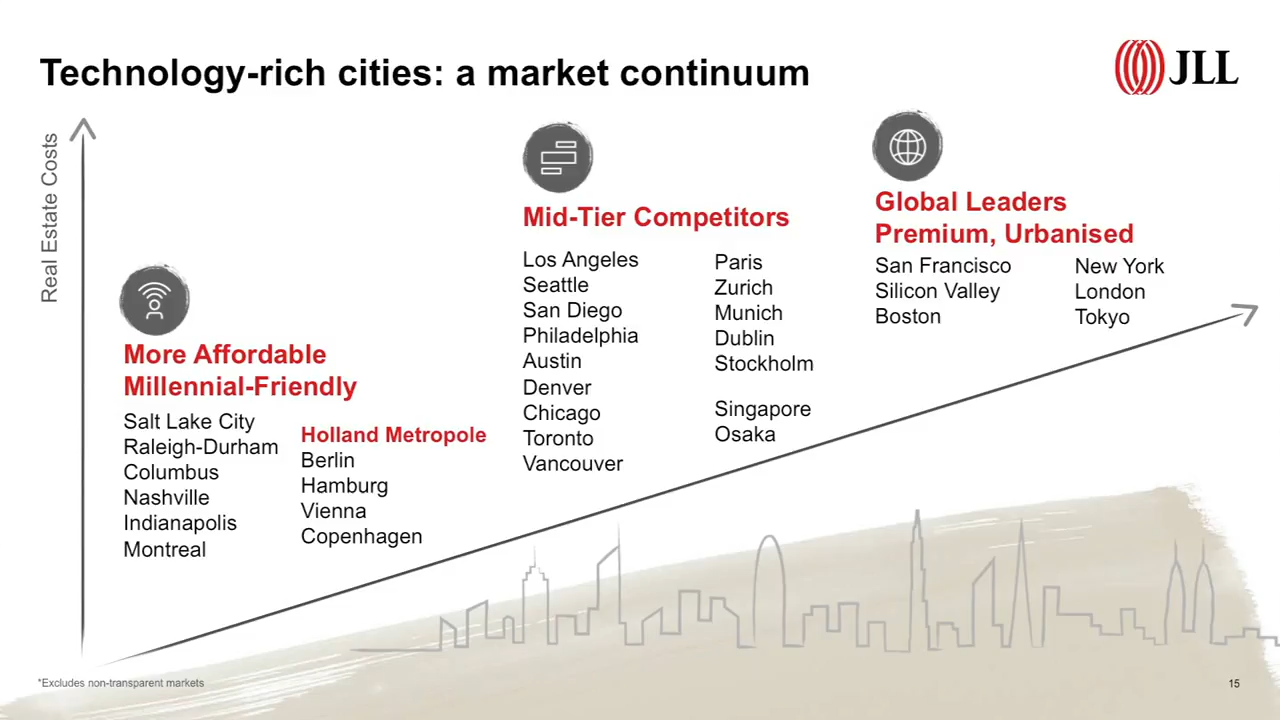 Technology-rich cities: a market continuum
JLL
Real Estate Costs
More Affordable
Millennial-Friendly
Salt Lake City
Raleigh-Durham
Columbus
Nashville
Indianapolis
Montreal
Holland Metropole
Berlin
Hamburg
Vienna
Copenhagen
Mid-Tier Competitors
Los Angeles
Seattle
San Diego
Philadelphia
Austin
Denver
Chicago
Toronto
Vancouver
Paris
Zurich
Munich
Dublin
Stockholm
Singapore
Osaka
Global Leaders
Premium, Urbanised
San Francisco
Silicon Valley
Boston
New York
London
Tokyo
*Excludes non-transparent markets
15